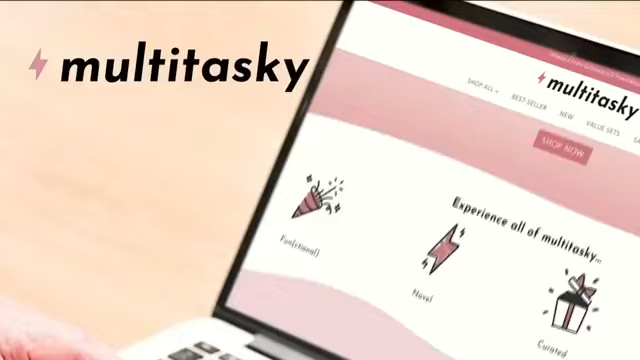 multitasky
multitasky
SHOP ALL
BEST SELLER
NEW
VALUE SETS
SHOP NOW
Experience all of multitasky...
Fun(ctional)
Novel
Curated